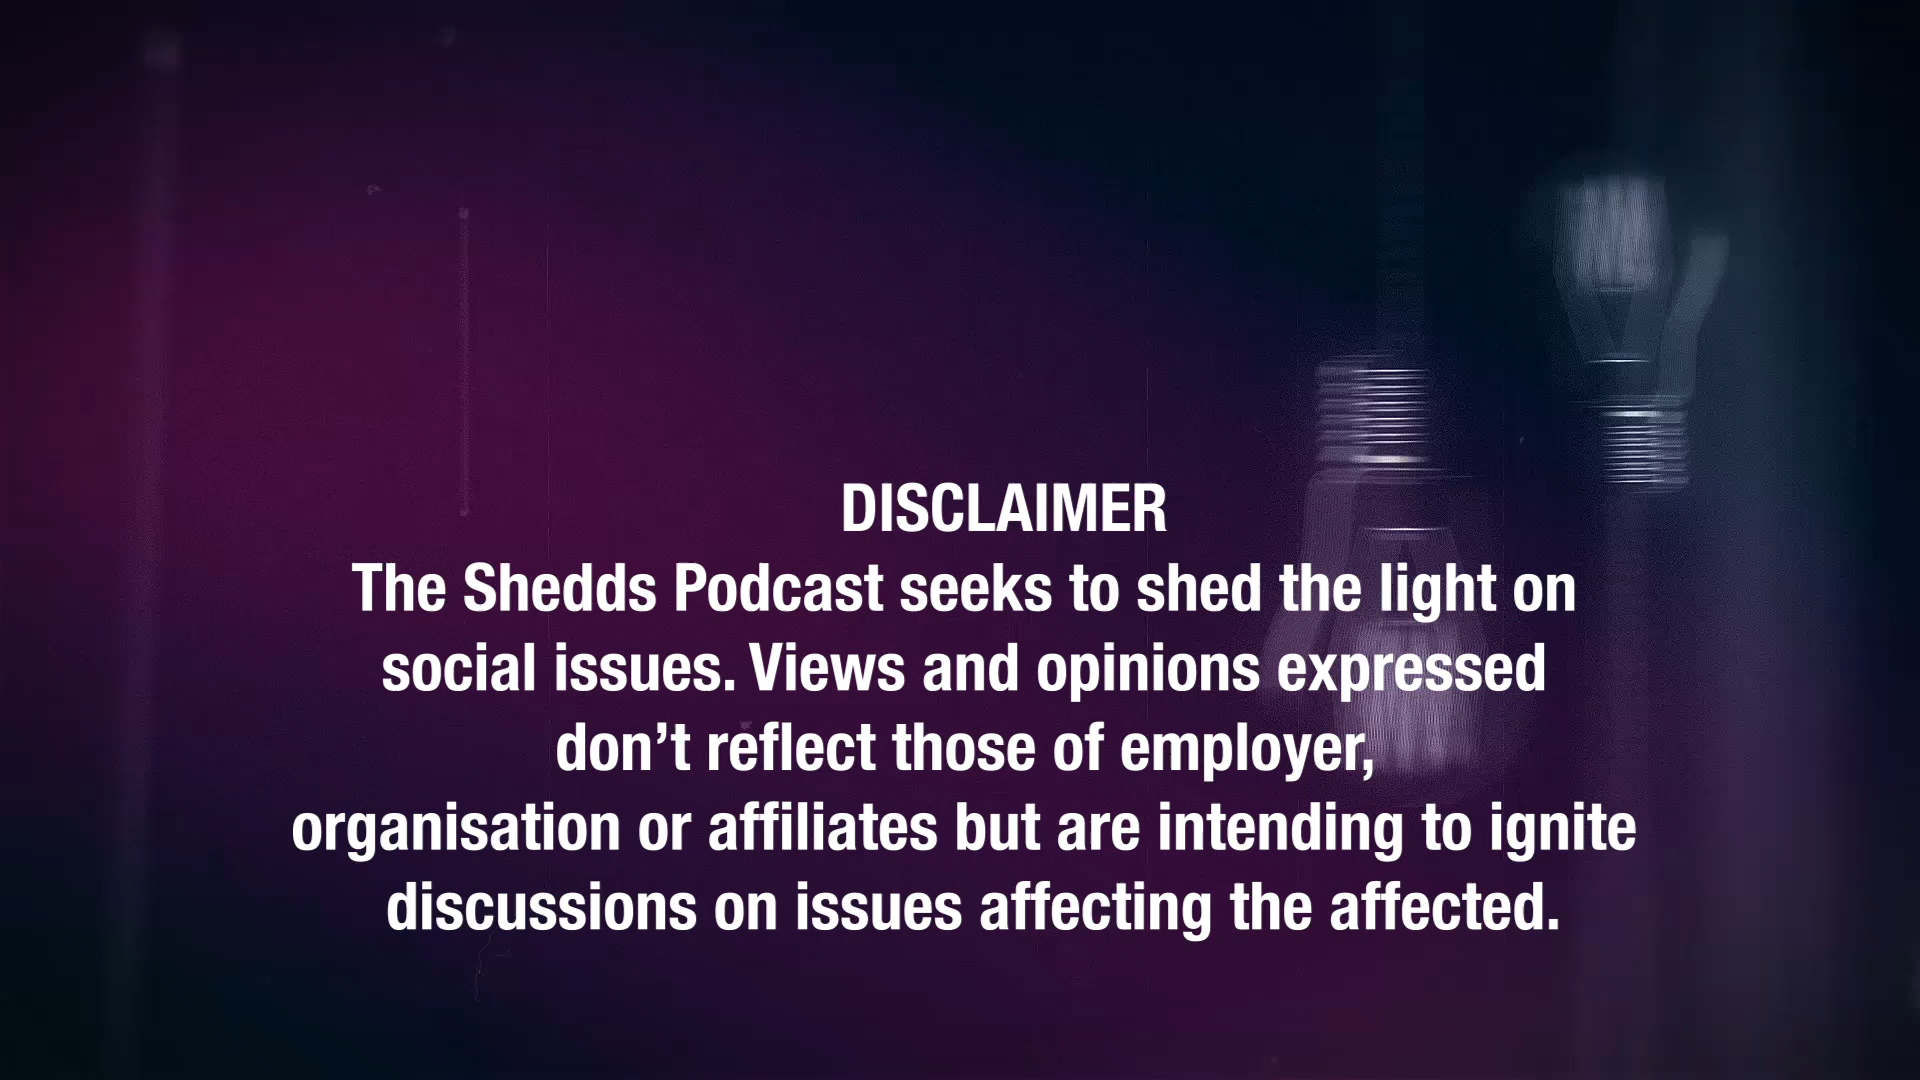 DISCLAIMER
The Shedds Podcast seeks to shed the light on
social issues. Views and opinions expressed
don’t reflect those of employer,
organisation or affiliates but are intending to ignite
discussions on issues affecting the affected.